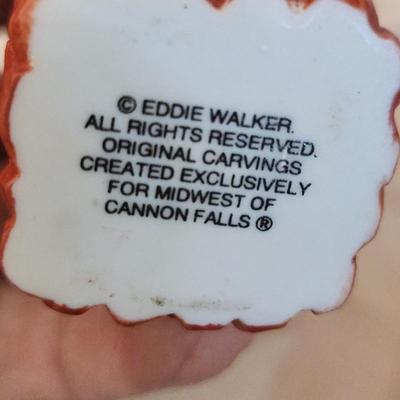 © EDDIE WALKER.
ALL RIGHTS RESERVED.
ORIGINAL CARVINGS
CREATED EXCLUSIVELY
FOR MIDWEST OF
CANNON FALLS ®